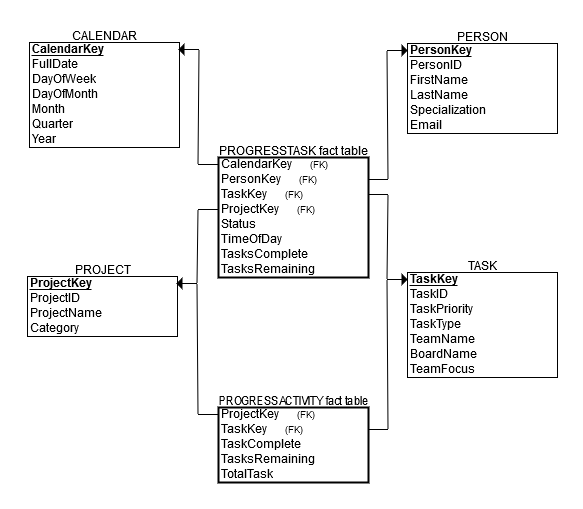 CALENDAR
CalendarKey
FullDate
DayOfWeek
DayOfMonth
Month
Quarter
Year
PERSON
PersonKey
PersonID
FirstName
LastName
Specialization
Email
PROGRESSTASK fact table
CalendarKey (FK)
PersonKey (FK)
TaskKey (FK)
ProjectKey (FK)
Status
TimeOfDay
TasksComplete
TasksRemaining
PROJECT
ProjectKey
ProjectID
ProjectName
Category
TASK
TaskKey
TaskID
TaskPriority
TaskType
TeamName
BoardName
TeamFocus
PROGRESSACTIVITY fact table
ProjectKey (FK)
TaskKey (FK)
TaskComplete
TasksRemaining
TotalTask